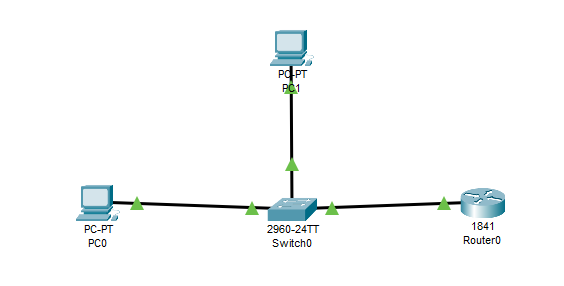 PC-PT
PC1
PC-PT
PC0
2960-24TT
Switch0
1841
Router0